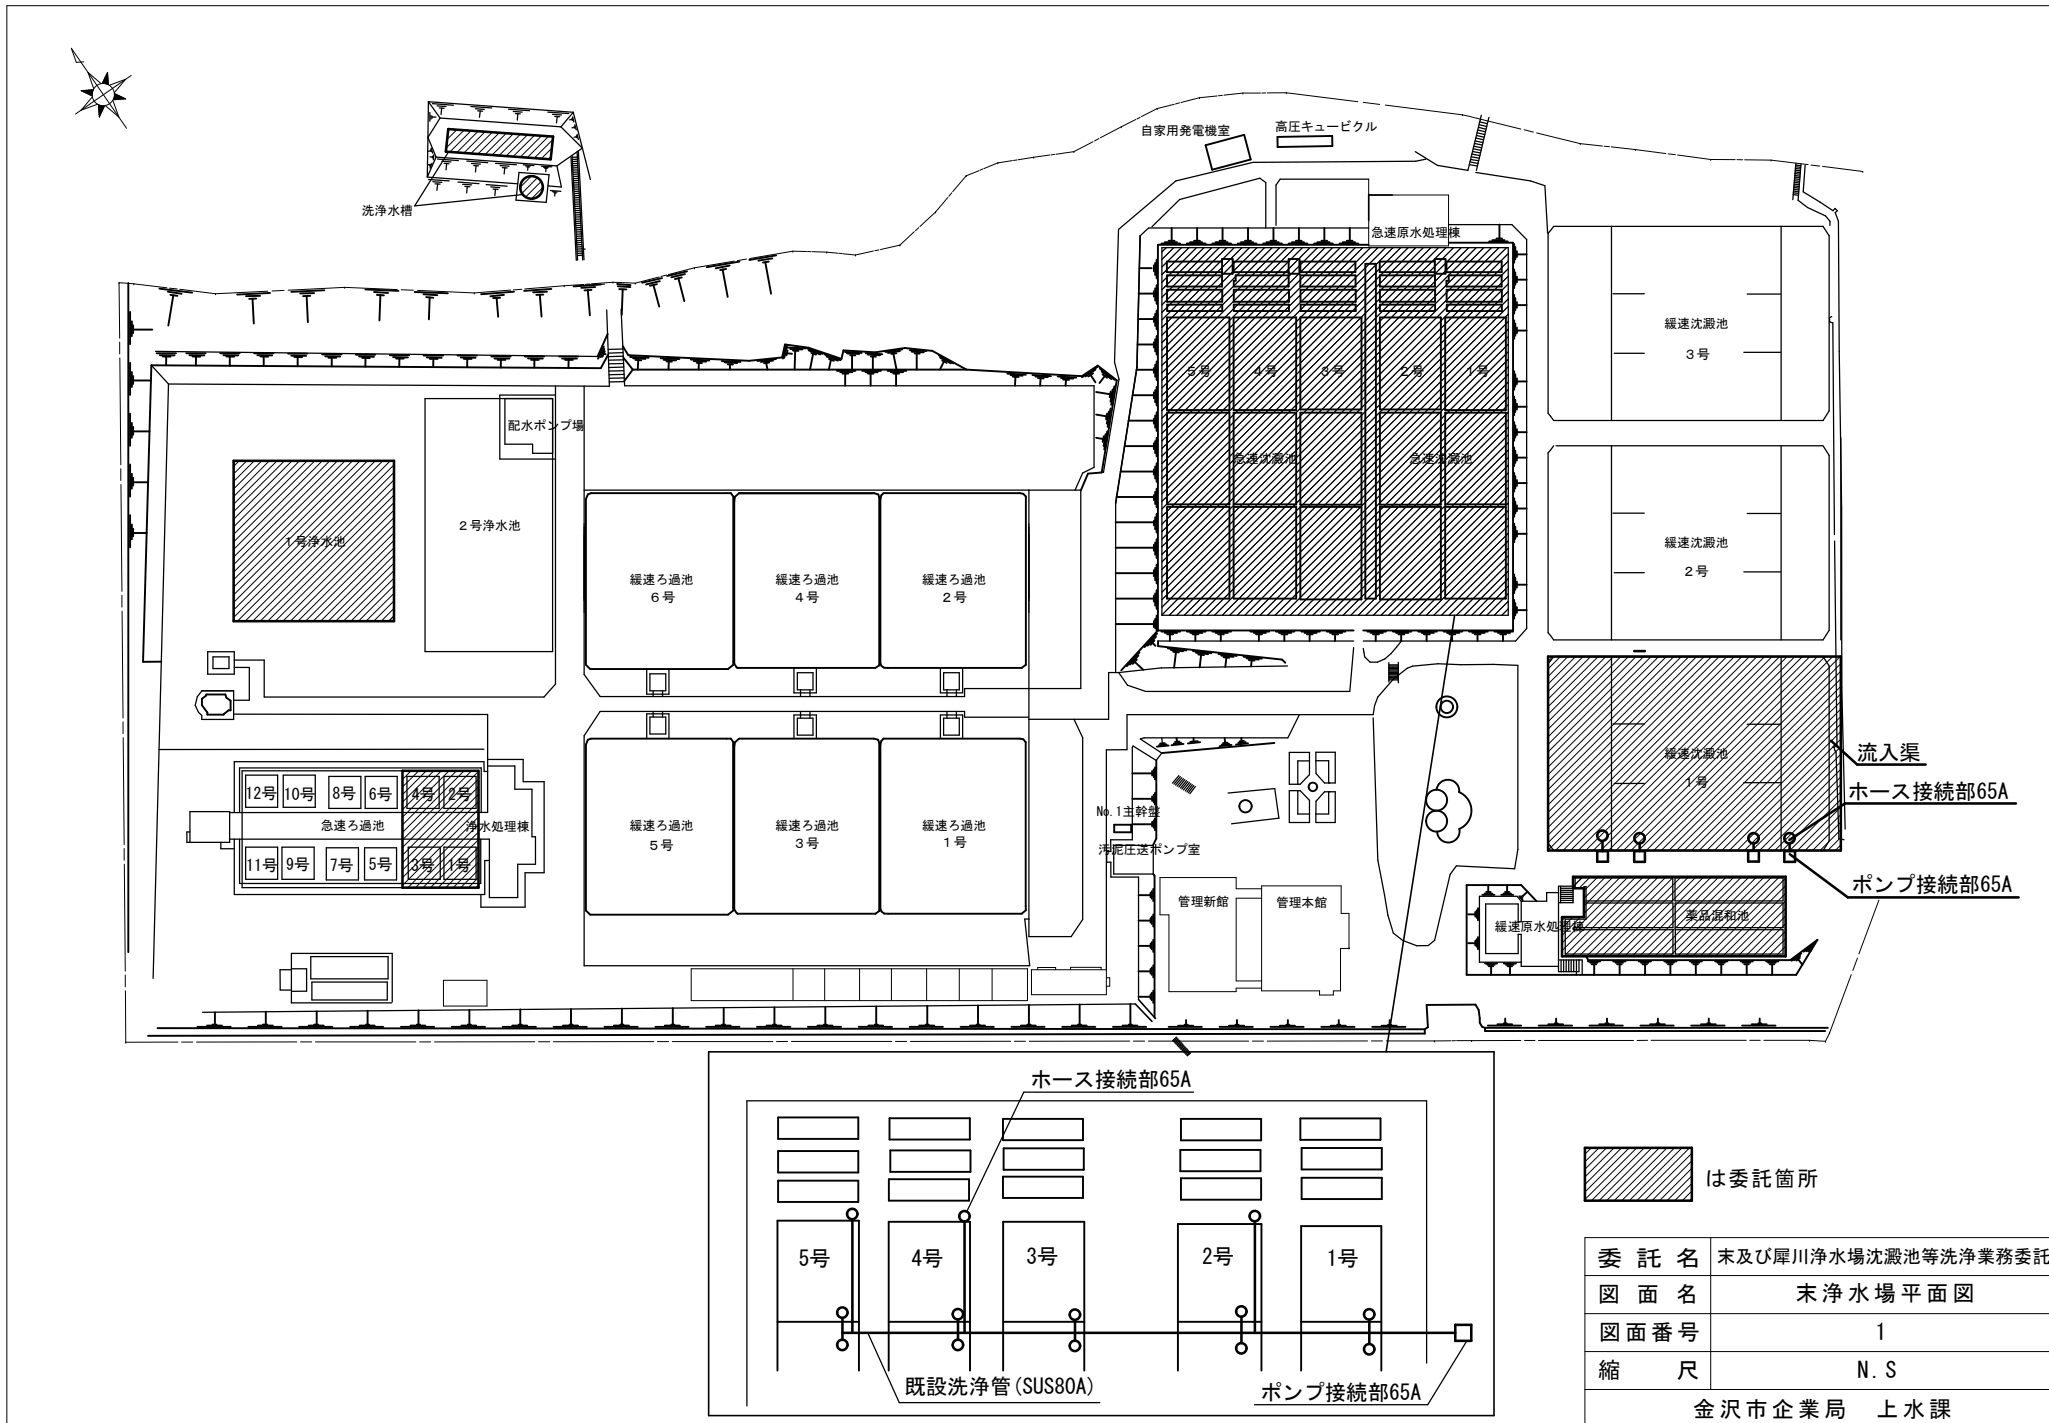 自家用発電機室
高圧キュービクル
洗浄水槽
急速原水処理棟
緩速沈澱池
3号
5号
4号
3号
2号
1号
配水ポンプ場
急速沈澱池
急速沈澱池
1号浄水池
2号浄水池
緩速沈澱池
2号
緩速ろ過池
6号
緩速ろ過池
4号
緩速ろ過池
2号
緩速沈澱池
1号
流入渠
ホース接続部65A
12号
10号
8号
6号
4号
2号
急速ろ過池
浄水処理棟
11号
9号
7号
5号
3号
1号
緩速ろ過池
5号
緩速ろ過池
3号
緩速ろ過池
1号
No.1主幹盤
汚泥圧送ポンプ室
ポンプ接続部65A
管理新館
管理本館
緩速原水処理棟
薬品混和池
ホース接続部65A
5号
4号
3号
2号
1号
既設洗浄管(SUS80A)
ポンプ接続部65A
は委託箇所
委託名 末及び犀川浄水場沈澱池等洗浄業務委託
図面名 末浄水場平面図
図面番号 1
縮尺 N.S
金沢市企業局 上水課